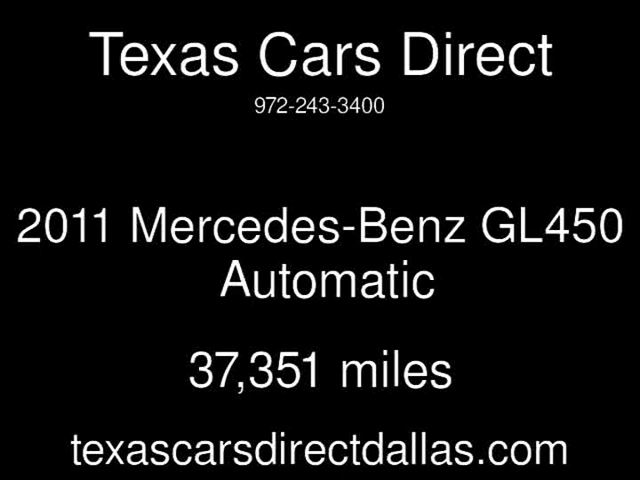 Texas Cars Direct
972-243-3400
2011 Mercedes-Benz GL450
Automatic
37,351 miles
texascarsdirectdallas.com